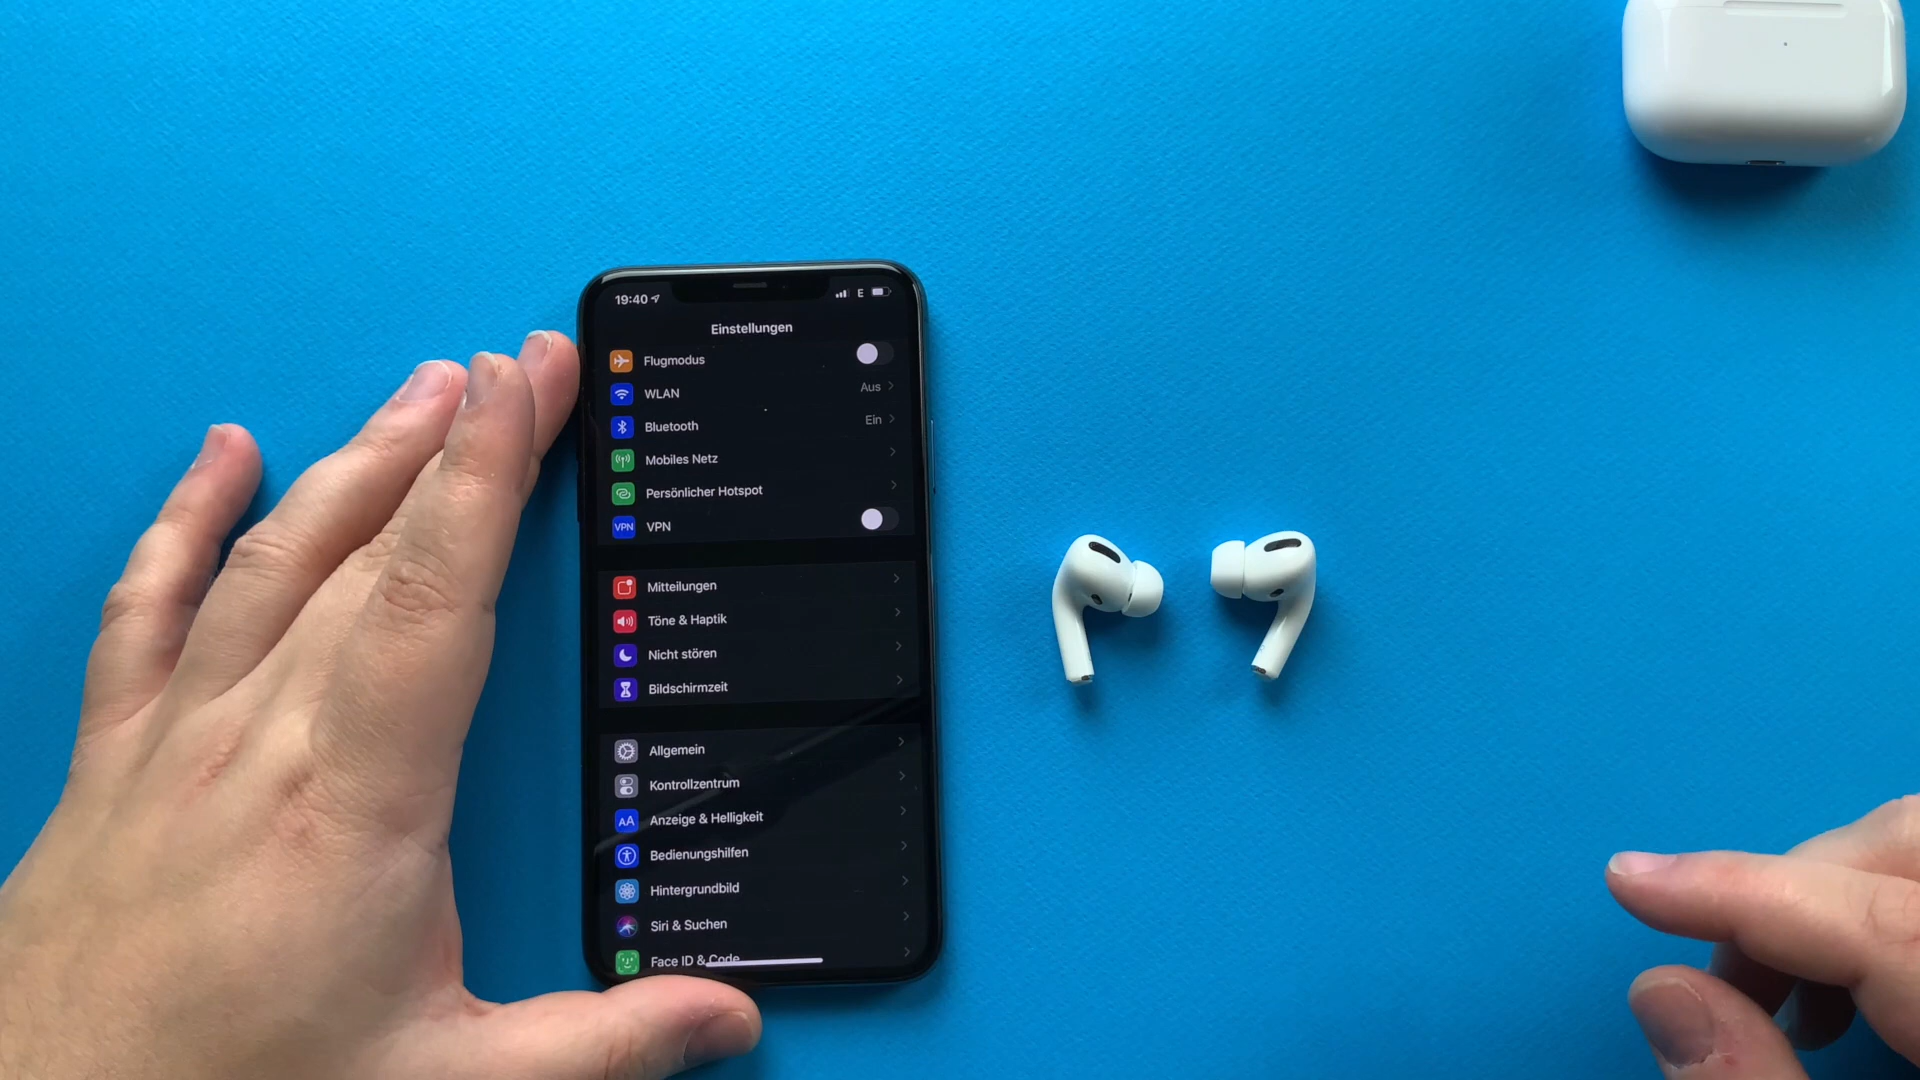 19:40 E
Einstellungen
Flugmodus
WLAN Aus
Bluetooth Ein
Mobiles Netz
Persönlicher Hotspot
VPN VPN
Mitteilungen
Töne & Haptik
Nicht stören
Bildschirmzeit
Allgemein
Kontrollzentrum
AA Anzeige & Helligkeit
Bedienungshilfen
Hintergrundbild
Siri & Suchen
Face ID & Code